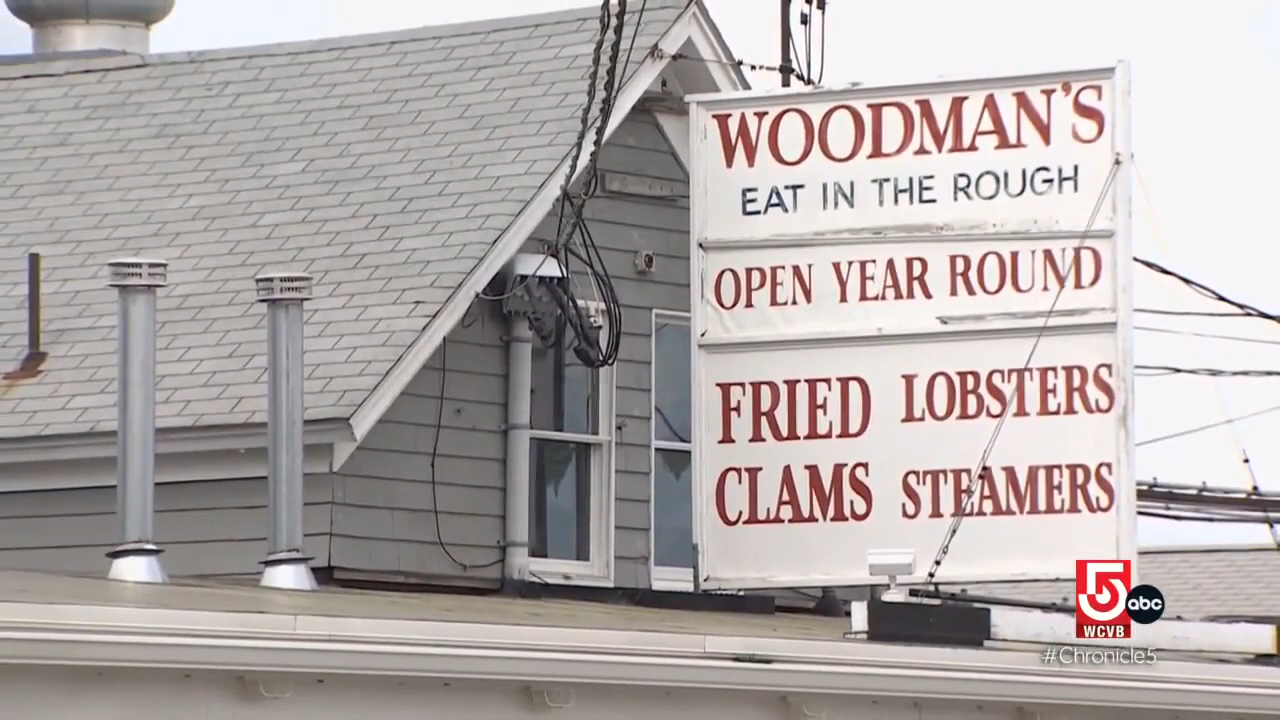 WOODMAN'S
EAT IN THE ROUGH
OPEN YEAR ROUND
FRIED LOBSTERS
CLAMS STEAMERS
5 abc
WCVB
#Chronicle5